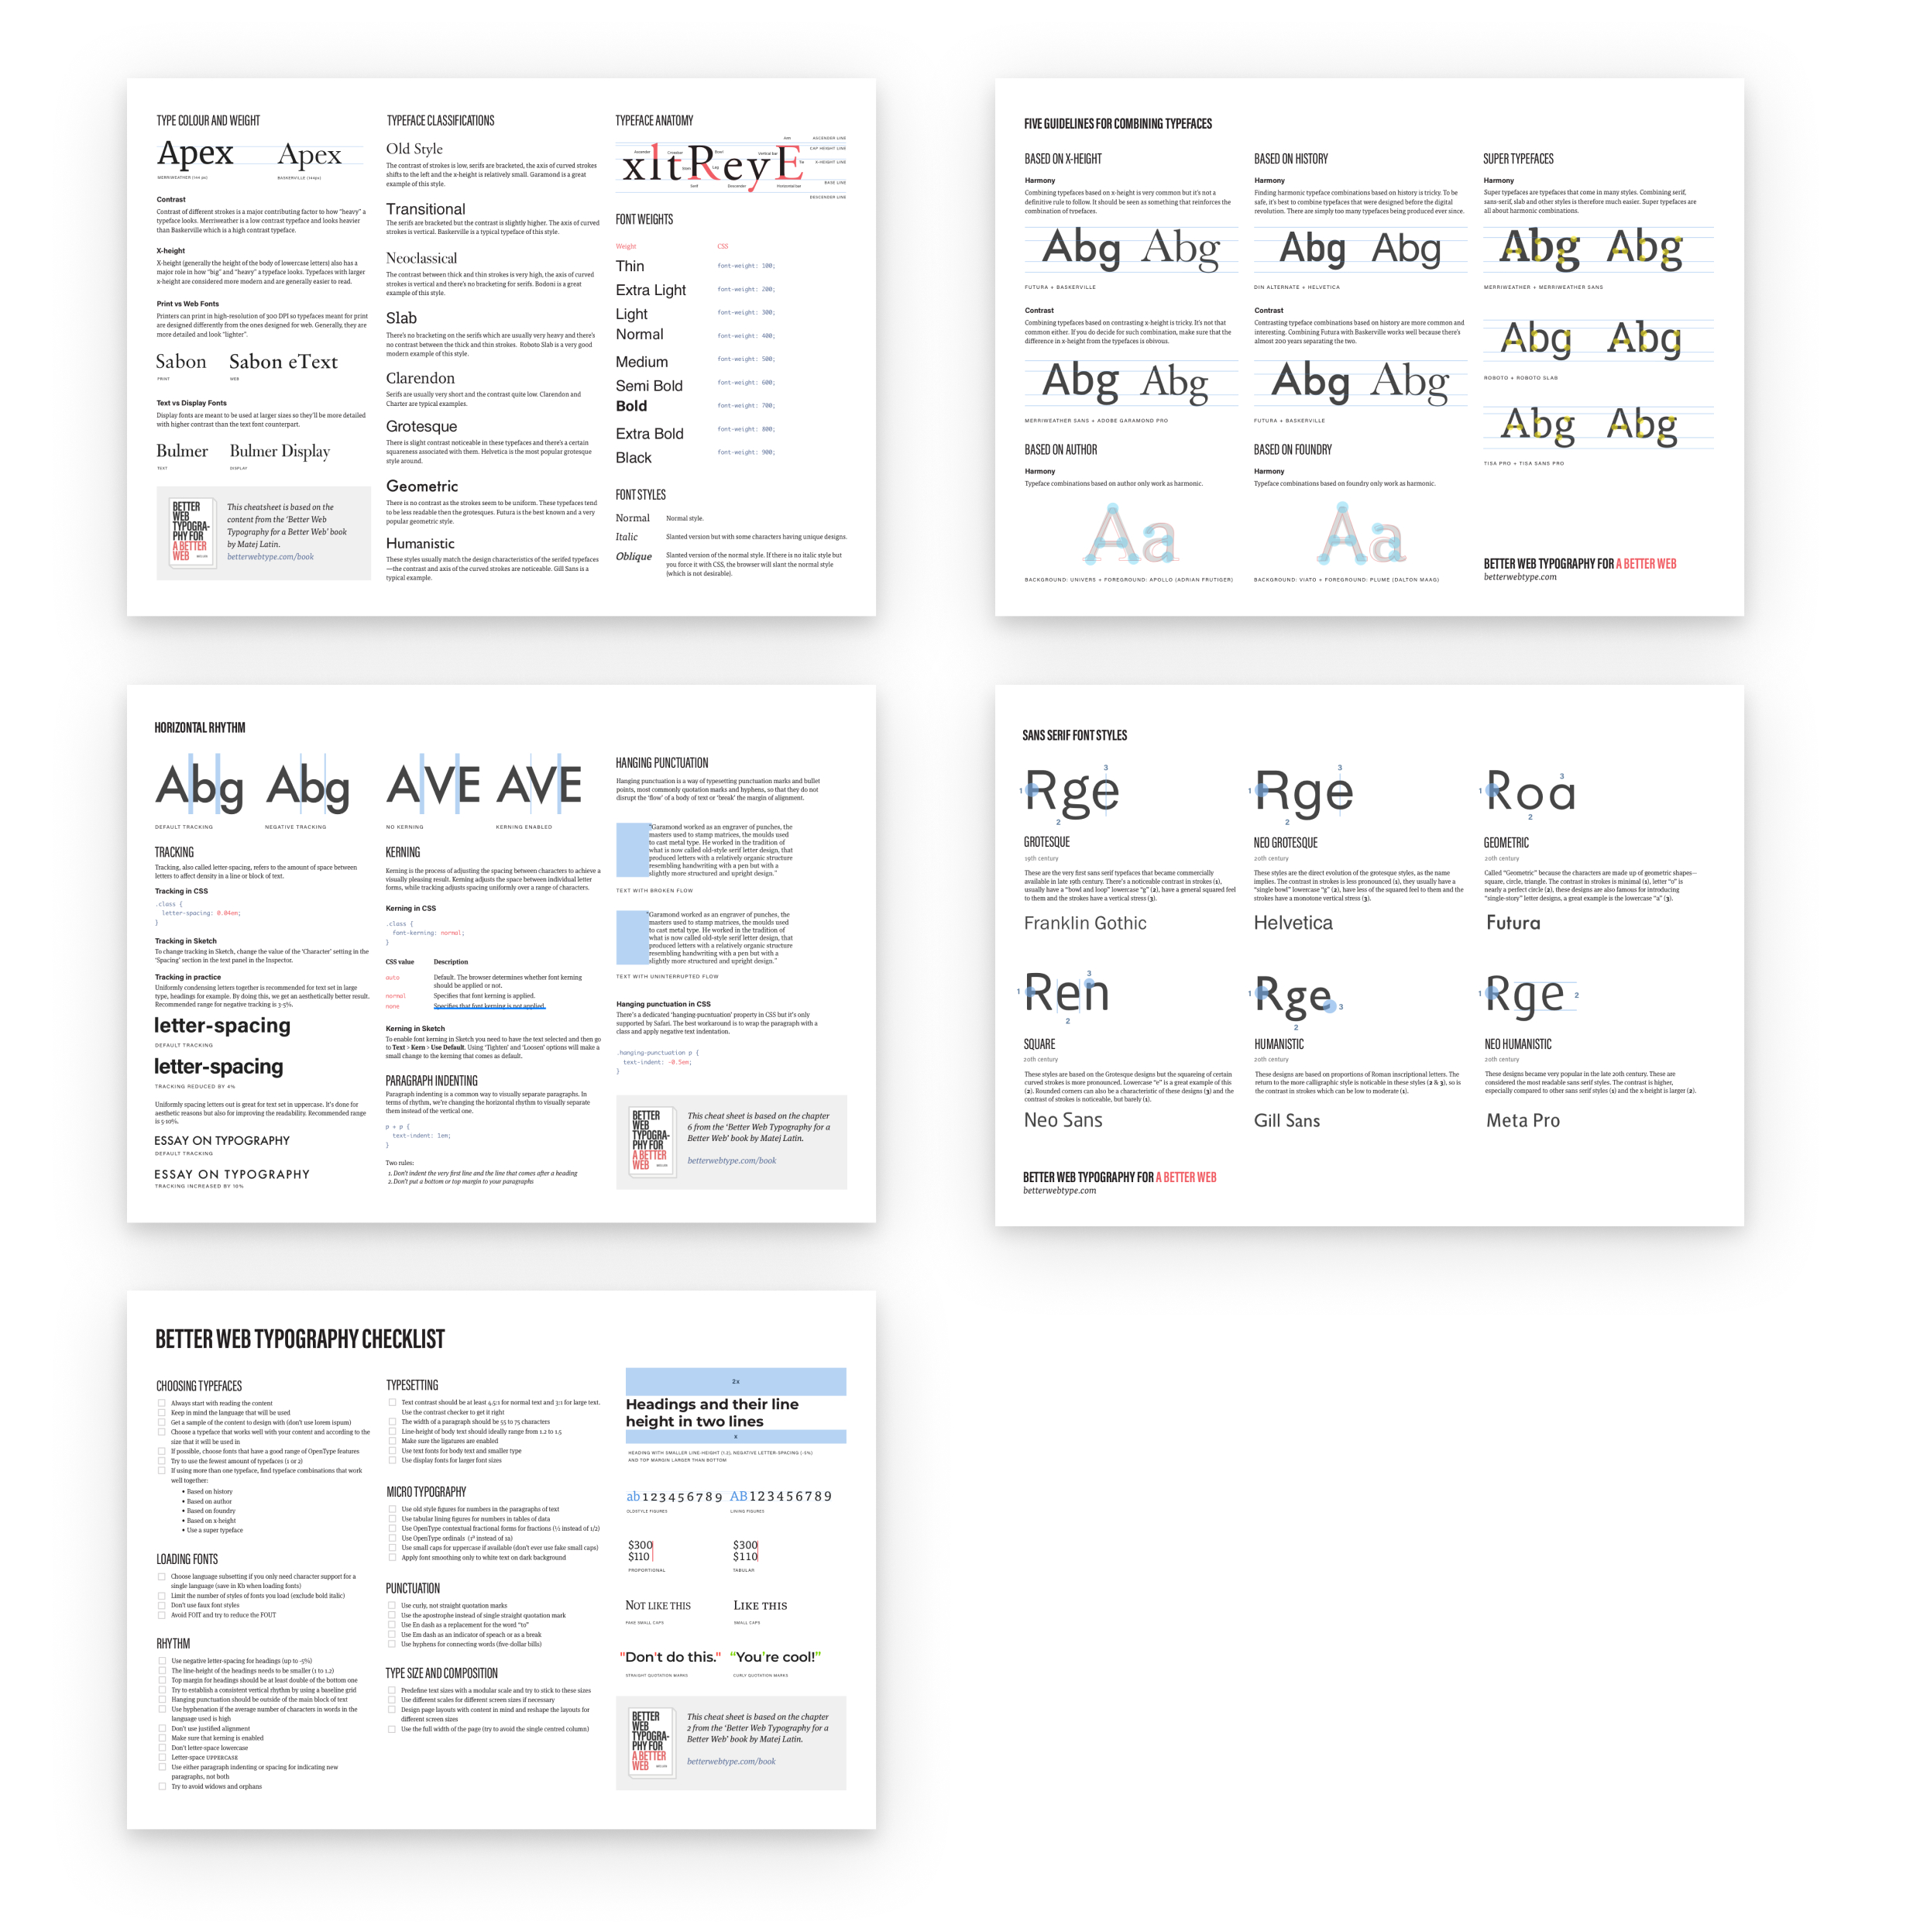 TYPE COLOUR AND WEIGHT
Apex Apex
MERRIWEATHER (144 px) BASKERVILLE (144px)
Contrast
Contrast of different strokes is a major contributing factor to how “heavy” a
typeface looks. Merriweather is a low contrast typeface and looks heavier
than Baskerville which is a high contrast typeface.
X-height
X-height (generally the height of the body of lowercase letters) also has a
major role in how “big” and “heavy” a typeface looks. Typefaces with larger
x-height are considered more modern and are generally easier to read.
Print vs Web Fonts
Printers can print in high-resolution of 300 DPI so typefaces meant for print
are designed differently from the ones designed for web. Generally, they are
more detailed and look “lighter”.
Sabon Sabon eText
PRINT WEB
Text vs Display Fonts
Display fonts are meant to be used at larger sizes so they’ll be more detailed
with higher contrast than the text font counterpart.
Bulmer Bulmer Display
TEXT DISPLAY
BETTER
WEB
TYPOGRA-
PHY FOR
A BETTER
WEB
This cheatsheet is based on the
content from the ‘Better Web
Typography for a Better Web’ book
by Matej Latin.
betterwebtype.com/book
TYPEFACE CLASSIFICATIONS
Old Style
The contrast of strokes is low, serifs are bracketed, the axis of curved strokes
shifts to the left and the x-height is relatively small. Garamond is a great
example of this style.
Transitional
The serifs are bracketed but the contrast is slightly higher. The axis of curved
strokes is vertical. Baskerville is a typical typeface of this style.
Neoclassical
The contrast between thick and thin strokes is very high, the axis of curved
strokes is vertical and there’s no bracketing for serifs. Bodoni is a great
example of this style.
Slab
There’s no bracketing on the serifs which are usually very heavy and there’s
no contrast between the thick and thin strokes. Roboto Slab is a very good
modern example of this style.
Clarendon
Serifs are usually very short and the contrast quite low. Clarendon and
Charter are typical examples.
Grotesque
There is slight contrast noticeable in these typefaces and there’s a certain
squareness associated with them. Helvetica is the most popular grotesque
style around.
Geometric
There is no contrast as the strokes seem to be uniform. These typefaces tend
to be less readable then the grotesques. Futura is the best known and a very
popular geometric style.
Humanistic
These styles usually match the design characteristics of the serifed typefaces
—the contrast and axis of the curved strokes are noticeable. Gill Sans is a
typical example.
TYPEFACE ANATOMY
Arm ASCENDER LINE
Ascender Crossbar Bowl Vertical bar CAP HEIGHT LINE
xltReyE
Stem Leg X-HEIGHT LINE
BASE LINE
Serif Descender Horizontal bar
DESCENDER LINE
FONT WEIGHTS
Weight CSS
Thin font-weight: 100;
Extra Light font-weight: 200;
Light font-weight: 300;
Normal font-weight: 400;
Medium font-weight: 500;
Semi Bold font-weight: 600;
Bold font-weight: 700;
Extra Bold font-weight: 800;
Black font-weight: 900;
FONT STYLES
Normal Normal style.
Italic Slanted version but with some characters having unique designs.
Oblique Slanted version of the normal style. If there is no italic style but
you force it with CSS, the browser will slant the normal style
(which is not desirable).
FIVE GUIDELINES FOR COMBINING TYPEFACES
BASED ON X-HEIGHT
Harmony
Combining typefaces based on x-height is very common but it’s not a
definitive rule to follow. It should be seen as something that reinforces the
combination of typefaces.
Abg Abg
FUTURA + BASKERVILLE
Contrast
Combining typefaces based on contrasting x-height is tricky. It’s not that
common either. If you do decide for such combination, make sure that the
difference in x-height from the typefaces is obivous.
Abg Abg
MERRIWEATHER SANS + ADOBE GARAMOND PRO
BASED ON AUTHOR
Harmony
Typeface combinations based on author only work as harmonic.
Aa
BACKGROUND: UNIVERS + FOREGROUND: APOLLO (ADRIAN FRUTIGER)
BASED ON HISTORY
Harmony
Finding harmonic typeface combinations based on history is tricky. To be
safe, it’s best to combine typefaces that were designed before the digital
revolution. There are simply too many typefaces being produced ever since.
Abg Abg
DIN ALTERNATE + HELVETICA
Contrast
Contrasting typeface combinations based on history are more common and
interesting. Combining Futura with Baskerville works well because there’s
almost 200 years separating the two.
Abg Abg
FUTURA + BASKERVILLE
BASED ON FOUNDRY
Harmony
Typeface combinations based on foundry only work as harmonic.
Aa
BACKGROUND: VIATO + FOREGROUND: PLUME (DALTON MAAG)
SUPER TYPEFACES
Harmony
Super typefaces are typefaces that come in many styles. Combining serif,
sans-serif, slab and other styles is therefore much easier. Super typefaces are
all about harmonic combinations.
Abg Abg
MERRIWEATHER + MERRIWEATHER SANS
Abg Abg
ROBOTO + ROBOTO SLAB
Abg Abg
TISA PRO + TISA SANS PRO
BETTER WEB TYPOGRAPHY FOR A BETTER WEB
betterwebtype.com
HORIZONTAL RHYTHM
Abg Abg
DEFAULT TRACKING NEGATIVE TRACKING
TRACKING
Tracking, also called letter-spacing, refers to the amount of space between
letters to affect density in a line or block of text.
Tracking in CSS
.class {
letter-spacing: 0.04em;
}
Tracking in Sketch
To change tracking in Sketch, change the value of the ‘Character’ setting in the
‘Spacing’ section in the text panel in the Inspector.
Tracking in practice
Uniformly condensing letters together is recommended for text set in large
type, headings for example. By doing this, we get an aesthetically better result.
Recommended range for negative tracking is 3-5%.
letter-spacing
DEFAULT TRACKING
letter-spacing
TRACKING REDUCED BY 4%
Uniformly spacing letters out is great for text set in uppercase. It’s done for
aesthetic reasons but also for improving the readability. Recommended range
is 5-10%.
ESSAY ON TYPOGRAPHY
DEFAULT TRACKING
ESSAY ON TYPOGRAPHY
TRACKING INCREASED BY 10%
AVE AVE
NO KERNING KERNING ENABLED
KERNING
Kerning is the process of adjusting the spacing between characters to achieve a
visually pleasing result. Kerning adjusts the space between individual letter
forms, while tracking adjusts spacing uniformly over a range of characters.
Kerning in CSS
.class {
font-kerning: normal;
}
CSS value Description
auto Default. The browser determines whether font kerning
should be applied or not.
normal Specifies that font kerning is applied.
none Specifies that font kerning is not applied.
Kerning in Sketch
To enable font kerning in Sketch you need to have the text selected and then go
to Text > Kern > Use Default. Using ‘Tighten’ and ‘Loosen’ options will make a
small change to the kerning that comes as default.
PARAGRAPH INDENTING
Paragraph indenting is a common way to visually separate paragraphs. In
terms of rhythm, we’re changing the horizontal rhythm to visually separate
them instead of the vertical one.
p + p {
text-indent: 1em;
}
Two rules:
1. Don’t indent the very first line and the line that comes after a heading
2. Don’t put a bottom or top margin to your paragraphs
HANGING PUNCTUATION
Hanging punctuation is a way of typesetting punctuation marks and bullet
points, most commonly quotation marks and hyphens, so that they do not
disrupt the ‘flow’ of a body of text or ‘break’ the margin of alignment.
“Garamond worked as an engraver of punches, the
masters used to stamp matrices, the moulds used
to cast metal type. He worked in the tradition of
what is now called old-style serif letter design, that
produced letters with a relatively organic structure
resembling handwriting with a pen but with a
slightly more structured and upright design.”
TEXT WITH BROKEN FLOW
“Garamond worked as an engraver of punches, the
masters used to stamp matrices, the moulds used
to cast metal type. He worked in the tradition of
what is now called old-style serif letter design, that
produced letters with a relatively organic structure
resembling handwriting with a pen but with a
slightly more structured and upright design.”
TEXT WITH UNINTERRUPTED FLOW
Hanging punctuation in CSS
There’s a dedicated ‘hanging-pucntuation’ property in CSS but it’s only
supported by Safari. The best workaround is to wrap the paragraph with a
class and apply negative text indentation.
.hanging-punctuation p {
text-indent: -0.5em;
}
BETTER
WEB
TYPOGRA-
PHY FOR
A BETTER
WEB
This cheat sheet is based on the chapter
6 from the ‘Better Web Typography for a
Better Web’ book by Matej Latin.
betterwebtype.com/book
SANS SERIF FONT STYLES
3
1 Rge
2
GROTESQUE
19th century
These are the very first sans serif typefaces that became commercially
available in late 19th century. There’s a noticable contrast in strokes (1),
usually have a “bowl and loop” lowercase “g” (2), have a general squared feel
to them and the strokes have a vertical stress (3).
Franklin Gothic
3
1 Rge
2
NEO GROTESQUE
20th century
These styles are the direct evolution of the grotesque styles, as the name
implies. The contrast in strokes is less pronounced (1), they usually have a
“single bowl” lowercase “g” (2), have less of the squared feel to them and the
strokes have a monotone vertical stress (3).
Helvetica
3
1 Roa
2
GEOMETRIC
20th century
Called “Geometric” because the characters are made up of geometric shapes—
square, circle, triangle. The contrast in strokes is minimal (1), letter “o” is
nearly a perfect circle (2), these designs are also famous for introducing
“single-story” letter designs, a great example is the lowercase “a” (3).
Futura
3
1 Ren
2
SQUARE
20th century
These styles are based on the Grotesque designs but the squareing of certain
curved strokes is more pronounced. Lowercase “e” is a great example of this
(2). Rounded corners can also be a characteristic of these designs (3) and the
contrast of strokes is noticeable, but barely (1).
Neo Sans
1 Rge 3
2
HUMANISTIC
20th century
These designs are based on proportions of Roman inscriptional letters. The
return to the more calligraphic style is noticable in these styles (2 & 3), so is
the contrast in strokes which can be low to moderate (1).
Gill Sans
1 Rge 2
NEO HUMANISTIC
20th century
These designs became very popular in the late 20th century. These are
considered the most readable sans serif styles. The contrast is higher,
especially compared to other sans serif styles (1) and the x-height is larger (2).
Meta Pro
BETTER WEB TYPOGRAPHY FOR A BETTER WEB
betterwebtype.com
BETTER WEB TYPOGRAPHY CHECKLIST
CHOOSING TYPEFACES
Always start with reading the content
Keep in mind the language that will be used
Get a sample of the content to design with (don’t use lorem ispum)
Choose a typeface that works well with your content and according to the
size that it will be used in
If possible, choose fonts that have a good range of OpenType features
Try to use the fewest amount of typefaces (1 or 2)
If using more than one typeface, find typeface combinations that work
well together:
• Based on history
• Based on author
• Based on foundry
• Based on x-height
• Use a super typeface
LOADING FONTS
Choose language subsetting if you only need character support for a
single language (save in Kb when loading fonts)
Limit the number of styles of fonts you load (exclude bold italic)
Don’t use faux font styles
Avoid FOIT and try to reduce the FOUT
RHYTHM
Use negative letter-spacing for headings (up to -5%)
The line-height of the headings needs to be smaller (1 to 1.2)
Top margin for headings should be at least double of the bottom one
Try to establish a consistent vertical rhythm by using a baseline grid
Hanging punctuation should be outside of the main block of text
Use hyphenation if the average number of characters in words in the
language used is high
Don’t use justified alignment
Make sure that kerning is enabled
Don’t letter-space lowercase
Letter-space UPPERCASE
Use either paragraph indenting or spacing for indicating new
paragraphs, not both
Try to avoid widows and orphans
TYPESETTING
Text contrast should be at least 4.5:1 for normal text and 3:1 for large text.
Use the contrast checker to get it right
The width of a paragraph should be 55 to 75 characters
Line-height of body text should ideally range from 1.2 to 1.5
Make sure the ligatures are enabled
Use text fonts for body text and smaller type
Use display fonts for larger font sizes
MICRO TYPOGRAPHY
Use old style figures for numbers in the paragraphs of text
Use tabular lining figures for numbers in tables of data
Use OpenType contextual fractional forms for fractions (½ instead of 1/2)
Use OpenType ordinals (1ª instead of 1a)
Use small caps for uppercase if available (don’t ever use fake small caps)
Apply font smoothing only to white text on dark background
PUNCTUATION
Use curly, not straight quotation marks
Use the apostrophe instead of single straight quotation mark
Use En dash as a replacement for the word “to”
Use Em dash as an indicator of speach or as a break
Use hyphens for connecting words (five-dollar bills)
TYPE SIZE AND COMPOSITION
Predefine text sizes with a modular scale and try to stick to these sizes
Use different scales for different screen sizes if necessary
Design page layouts with content in mind and reshape the layouts for
different screen sizes
Use the full width of the page (try to avoid the single centred column)
2x
Headings and their line
height in two lines
x
HEADING WITH SMALLER LINE-HEIGHT (1.2), NEGATIVE LETTER-SPACING (-5%)
AND TOP MARGIN LARGER THAN BOTTOM
ab 1 2 3 4 5 6 7 8 9 AB 1 2 3 4 5 6 7 8 9
OLDSTYLE FIGURES LINING FIGURES
$300 $300
$110 $110
PROPORTIONAL TABULAR
NOT LIKE THIS LIKE THIS
FAKE SMALL CAPS SMALL CAPS
"Don't do this." “You’re cool!”
STRAIGHT QUOTATION MARKS CURLY QUOTATION MARKS
BETTER
WEB
TYPOGRA-
PHY FOR
A BETTER
WEB
This cheat sheet is based on the chapter
2 from the ‘Better Web Typography for a
Better Web’ book by Matej Latin.
betterwebtype.com/book